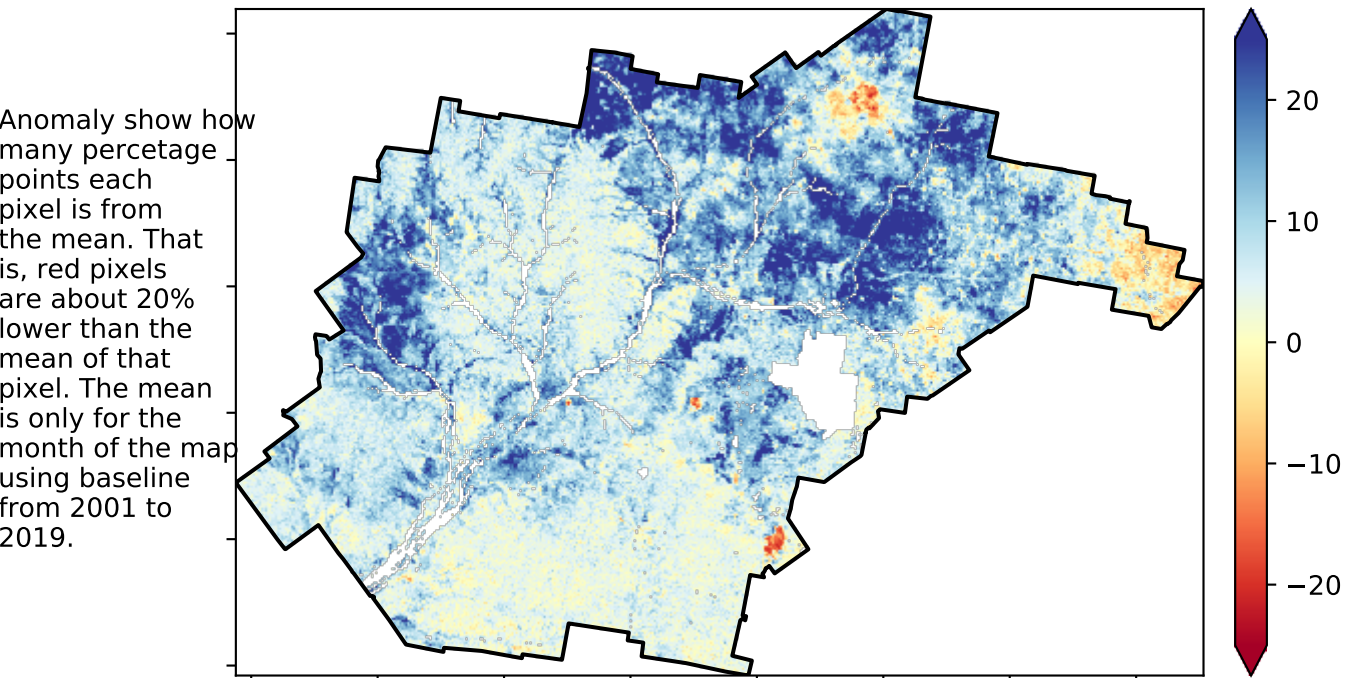 Anomaly show how
many percetage
points each
pixel is from
the mean. That
is, red pixels
are about 20%
lower than the
mean of that
pixel. The mean
is only for the
month of the map
using baseline
from 2001 to
2019.
20
10
0
−10
−20